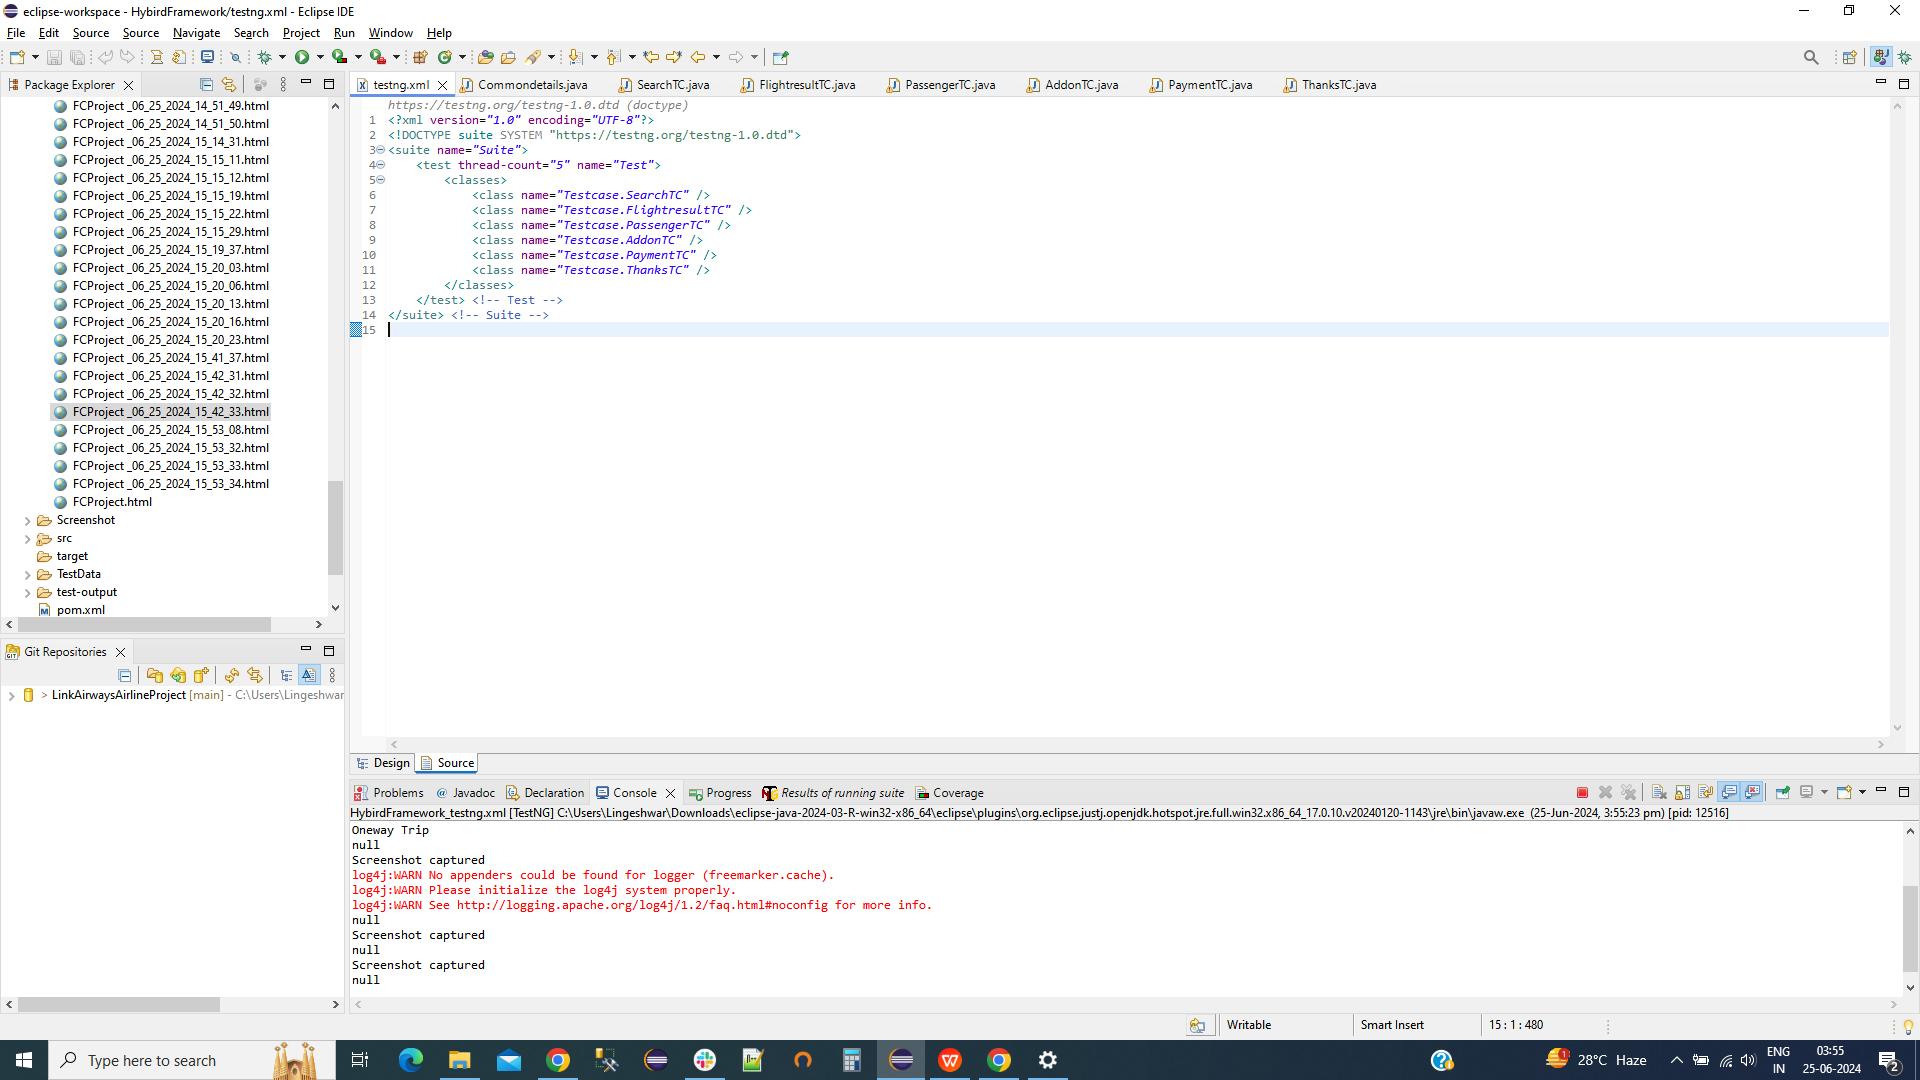 eclipse-workspace - HybirdFramework/testng.xml - Eclipse IDE
File Edit Source Source Navigate Search Project Run Window Help
Package Explorer
testng.xml Commondetails.java SearchTC.java FlightresultTC.java PassengerTC.java AddonTC.java PaymentTC.java ThanksTC.java
FCProject _06_25_2024_14_51_49.html
FCProject _06_25_2024_14_51_50.html
FCProject _06_25_2024_15_14_31.html
FCProject _06_25_2024_15_15_11.html
FCProject _06_25_2024_15_15_12.html
FCProject _06_25_2024_15_15_19.html
FCProject _06_25_2024_15_15_22.html
FCProject _06_25_2024_15_15_29.html
FCProject _06_25_2024_15_19_37.html
FCProject _06_25_2024_15_20_03.html
FCProject _06_25_2024_15_20_06.html
FCProject _06_25_2024_15_20_13.html
FCProject _06_25_2024_15_20_16.html
FCProject _06_25_2024_15_20_23.html
FCProject _06_25_2024_15_41_37.html
FCProject _06_25_2024_15_42_31.html
FCProject _06_25_2024_15_42_32.html
FCProject _06_25_2024_15_42_33.html
FCProject _06_25_2024_15_53_08.html
FCProject _06_25_2024_15_53_32.html
FCProject _06_25_2024_15_53_33.html
FCProject _06_25_2024_15_53_34.html
FCProject.html
Screenshot
src
target
TestData
test-output
pom.xml
Git Repositories
> LinkAirwaysAirlineProject [main] - C:\Users\Lingeshwar
https://testng.org/testng-1.0.dtd (doctype)
1 <?xml version="1.0" encoding="UTF-8"?>
2 <!DOCTYPE suite SYSTEM "https://testng.org/testng-1.0.dtd">
3 <suite name="Suite">
4 <test thread-count="5" name="Test">
5 <classes>
6 <class name="Testcase.SearchTC" />
7 <class name="Testcase.FlightresultTC" />
8 <class name="Testcase.PassengerTC" />
9 <class name="Testcase.AddonTC" />
10 <class name="Testcase.PaymentTC" />
11 <class name="Testcase.ThanksTC" />
12 </classes>
13 </test> <!-- Test -->
14 </suite> <!-- Suite -->
15
Design Source
Problems @ Javadoc Declaration Console Progress Results of running suite Coverage
HybirdFramework_testng.xml [TestNG] C:\Users\Lingeshwar\Downloads\eclipse-java-2024-03-R-win32-x86_64\eclipse\plugins\org.eclipse.justj.openjdk.hotspot.jre.full.win32.x86_64_17.0.10.v20240120-1143\jre\bin\javaw.exe (25-Jun-2024, 3:55:23 pm) [pid: 12516]
Oneway Trip
null
Screenshot captured
log4j:WARN No appenders could be found for logger (freemarker.cache).
log4j:WARN Please initialize the log4j system properly.
log4j:WARN See http://logging.apache.org/log4j/1.2/faq.html#noconfig for more info.
null
Screenshot captured
null
Screenshot captured
null
Writable Smart Insert 15 : 1 : 480
Type here to search
28°C Haze
ENG
IN
03:55
25-06-2024
2